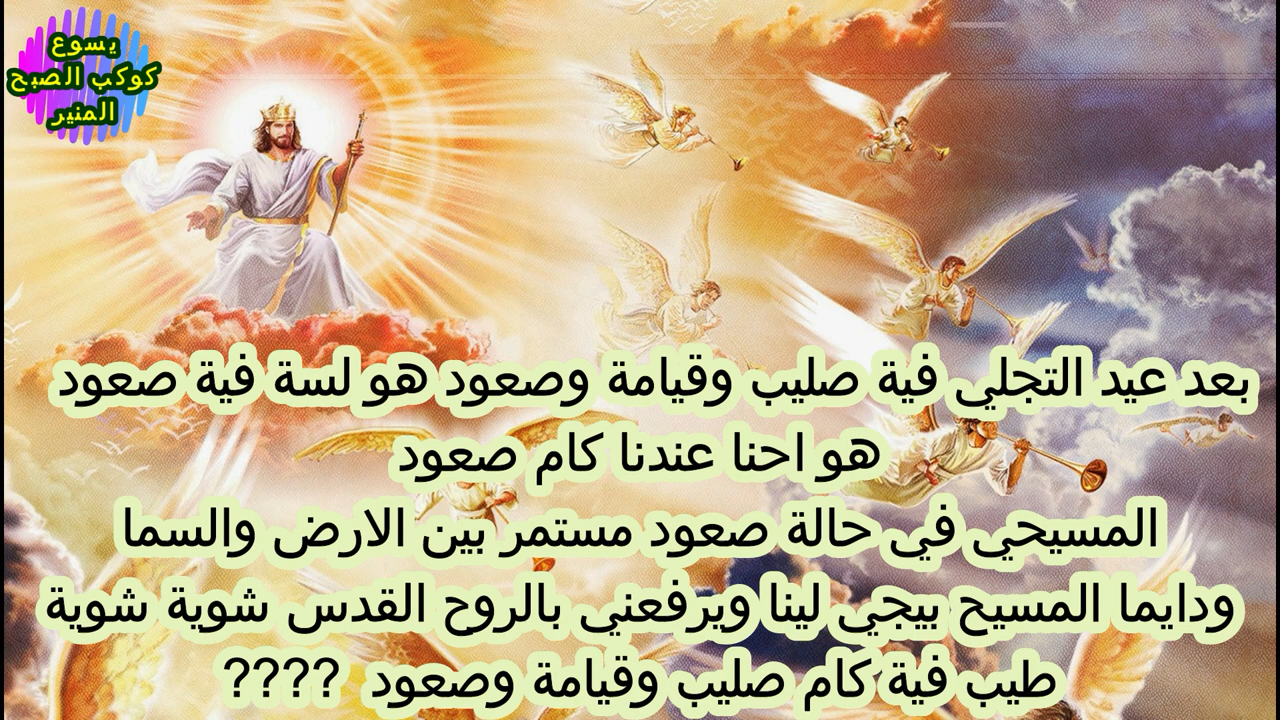 يسوع
كوكب الصبح
المنير
بعد عيد التجلي فية صليب وقيامة وصعود هو لسة فية صعود
هو احنا عندنا كام صعود
المسيحي في حالة صعود مستمر بين الارض والسما
ودايما المسيح بيجي لينا ويرفعني بالروح القدس شوية شوية
طيب فية كام صليب وقيامة وصعود ????